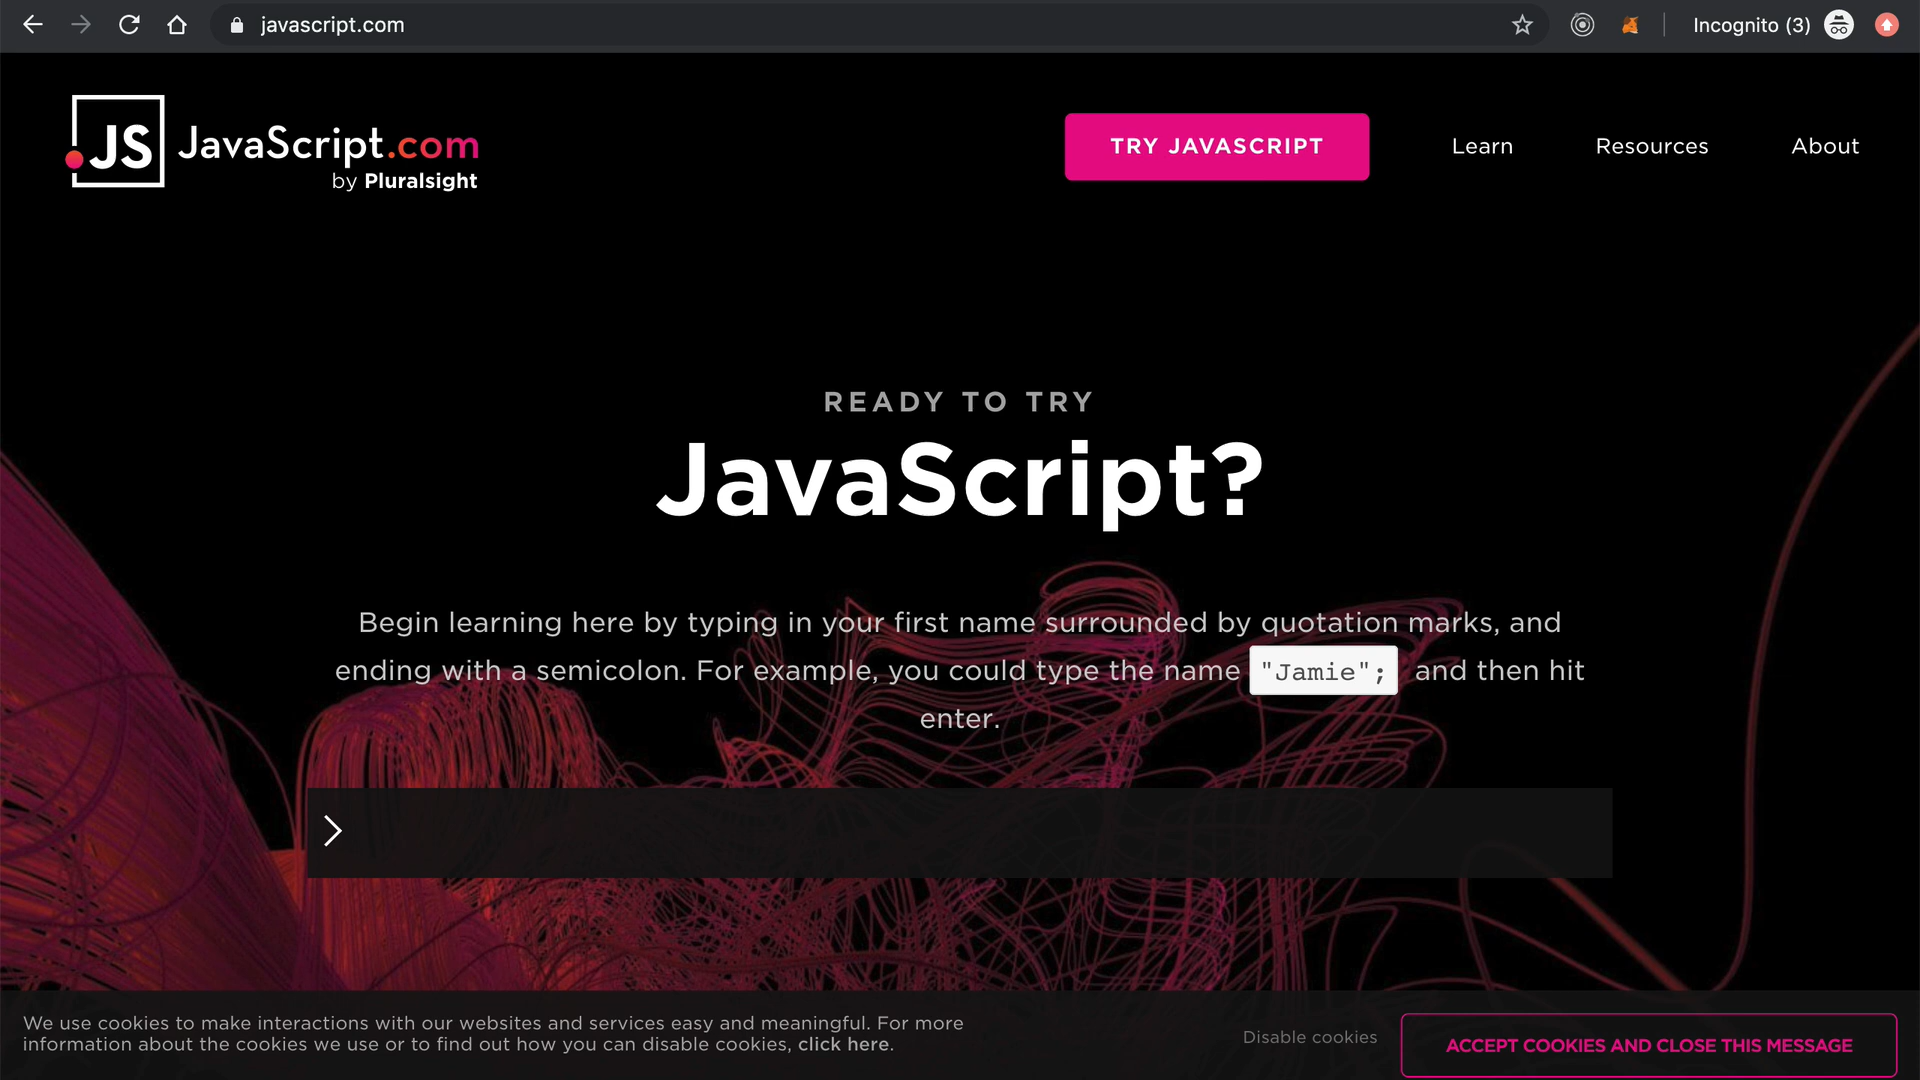 javascript.com
Incognito (3)
JS JavaScript.com
by Pluralsight
TRY JAVASCRIPT
Learn
Resources
About
READY TO TRY
JavaScript?
Begin learning here by typing in your first name surrounded by quotation marks, and
ending with a semicolon. For example, you could type the name "Jamie"; and then hit
enter.
We use cookies to make interactions with our websites and services easy and meaningful. For more
information about the cookies we use or to find out how you can disable cookies, click here.
Disable cookies
ACCEPT COOKIES AND CLOSE THIS MESSAGE